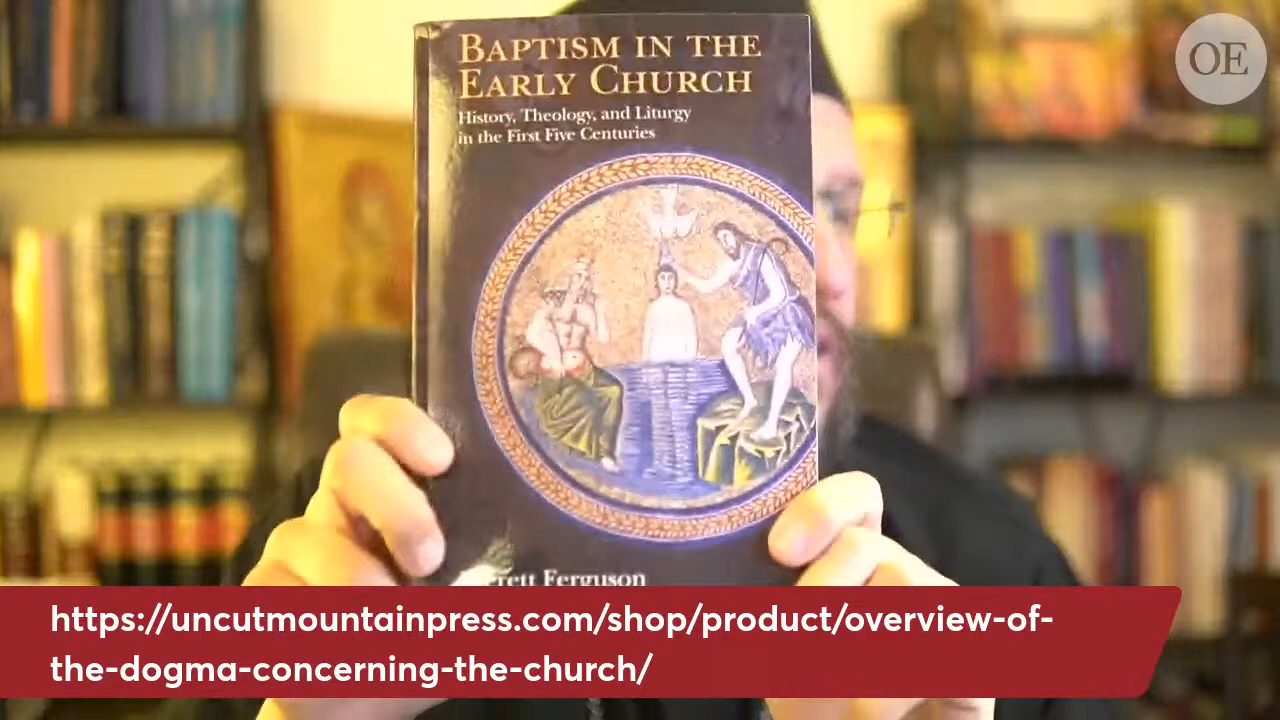 BAPTISM IN THE
EARLY CHURCH
History, Theology, and Liturgy
in the First Five Centuries
Ferguson
OE
https://uncutmountainpress.com/shop/product/overview-of-
the-dogma-concerning-the-church/